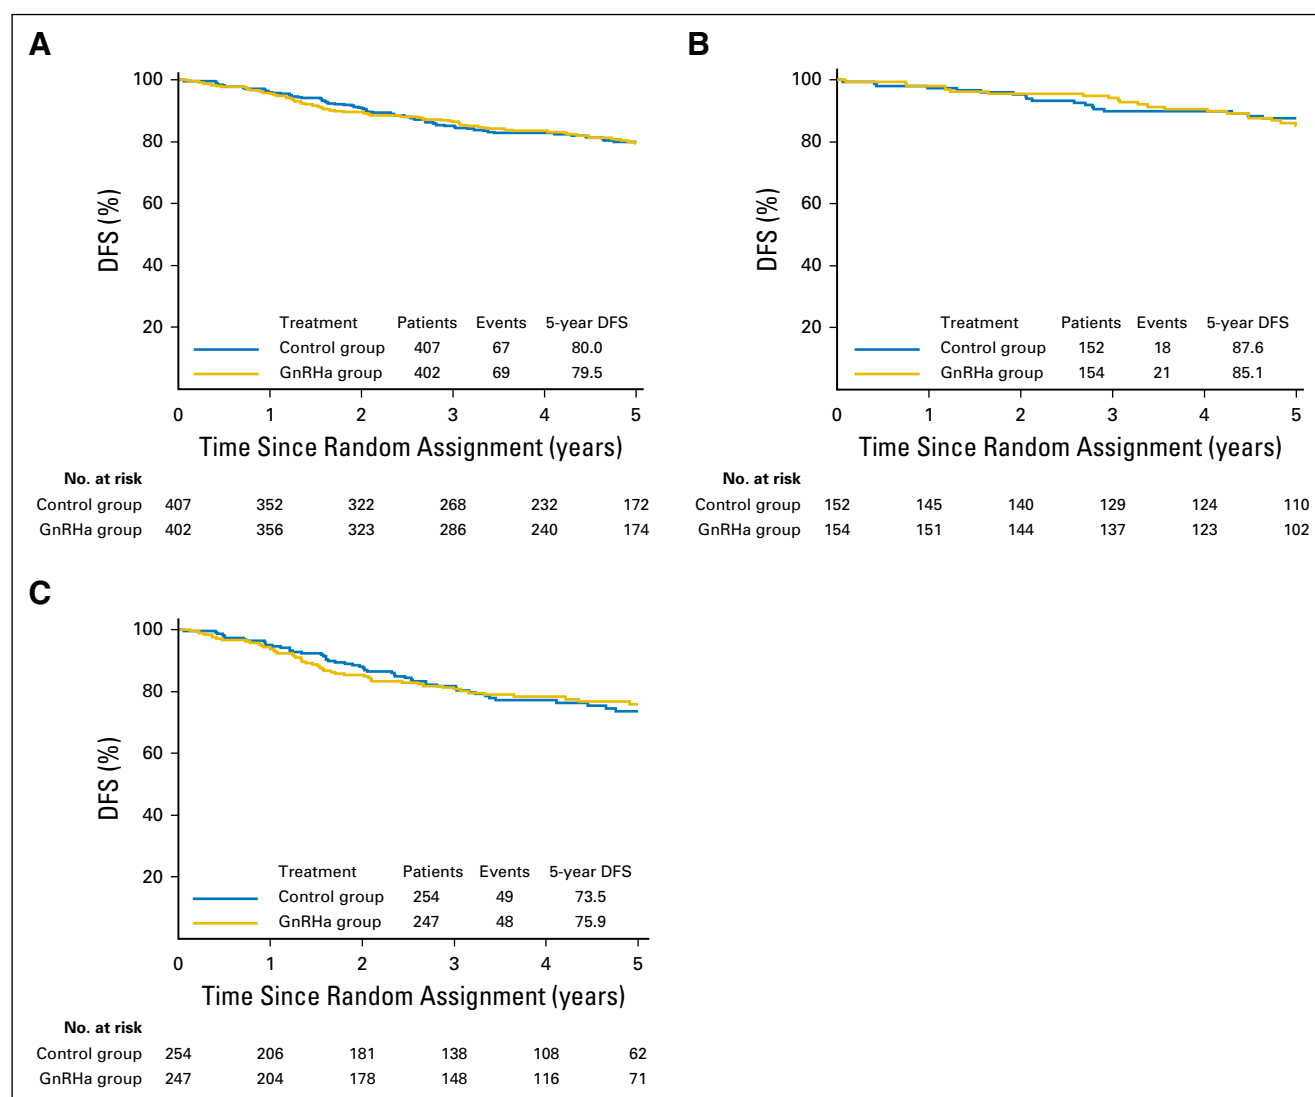 A
DFS (%)
100
80
60
40
20
Treatment Patients Events 5-year DFS
Control group 407 67 80.0
GnRHa group 402 69 79.5
0 1 2 3 4 5
Time Since Random Assignment (years)
No. at risk
Control group 407 352 322 268 232 172
GnRHa group 402 356 323 286 240 174
B
DFS (%)
100
80
60
40
20
Treatment Patients Events 5-year DFS
Control group 152 18 87.6
GnRHa group 154 21 85.1
0 1 2 3 4 5
Time Since Random Assignment (years)
No. at risk
Control group 152 145 140 129 124 110
GnRHa group 154 151 144 137 123 102
C
DFS (%)
100
80
60
40
20
Treatment Patients Events 5-year DFS
Control group 254 49 73.5
GnRHa group 247 48 75.9
0 1 2 3 4 5
Time Since Random Assignment (years)
No. at risk
Control group 254 206 181 138 108 62
GnRHa group 247 204 178 148 116 71